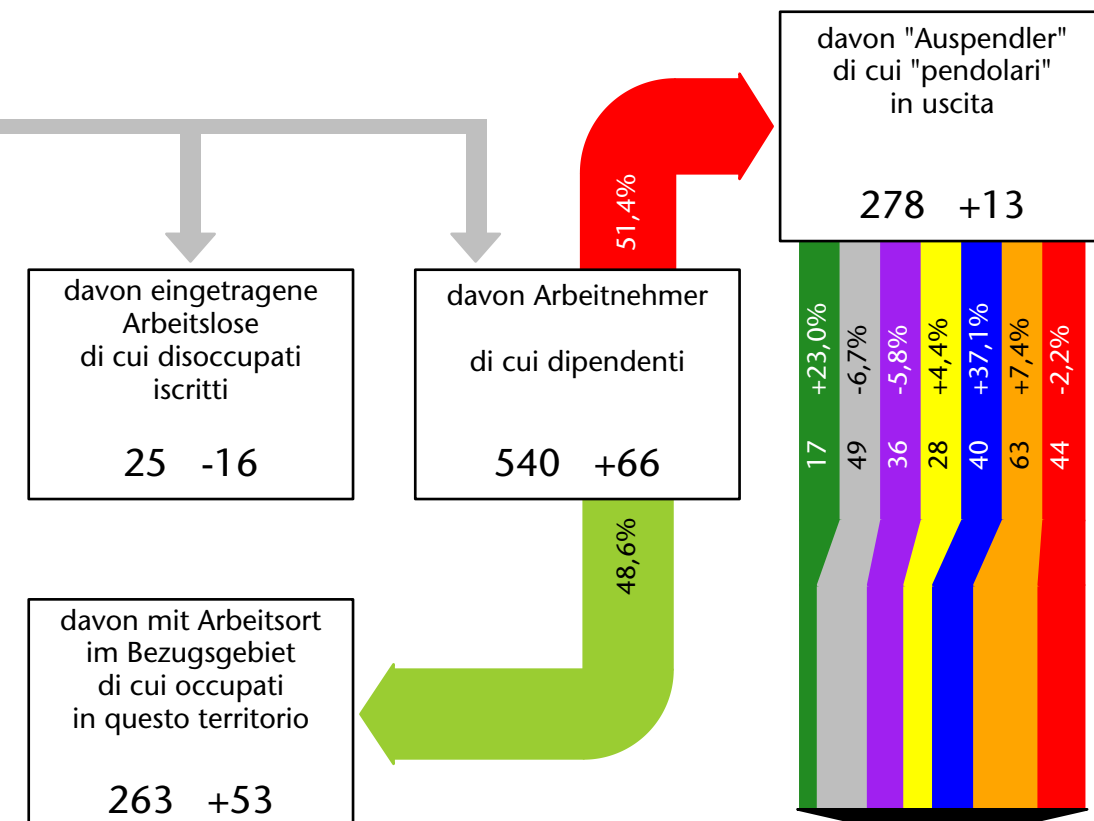 davon "Auspendler"
di cui "pendolari"
in uscita
278 +13
51,4%
davon eingetragene
Arbeitslose
di cui disoccupati
iscritti
25 -16
davon Arbeitnehmer
di cui dipendenti
540 +66
17 +23,0%
49 -6,7%
36 -5,8%
28 +4,4%
40 +37,1%
63 +7,4%
44 -2,2%
48,6%
davon mit Arbeitsort
im Bezugsgebiet
di cui occupati
in questo territorio
263 +53